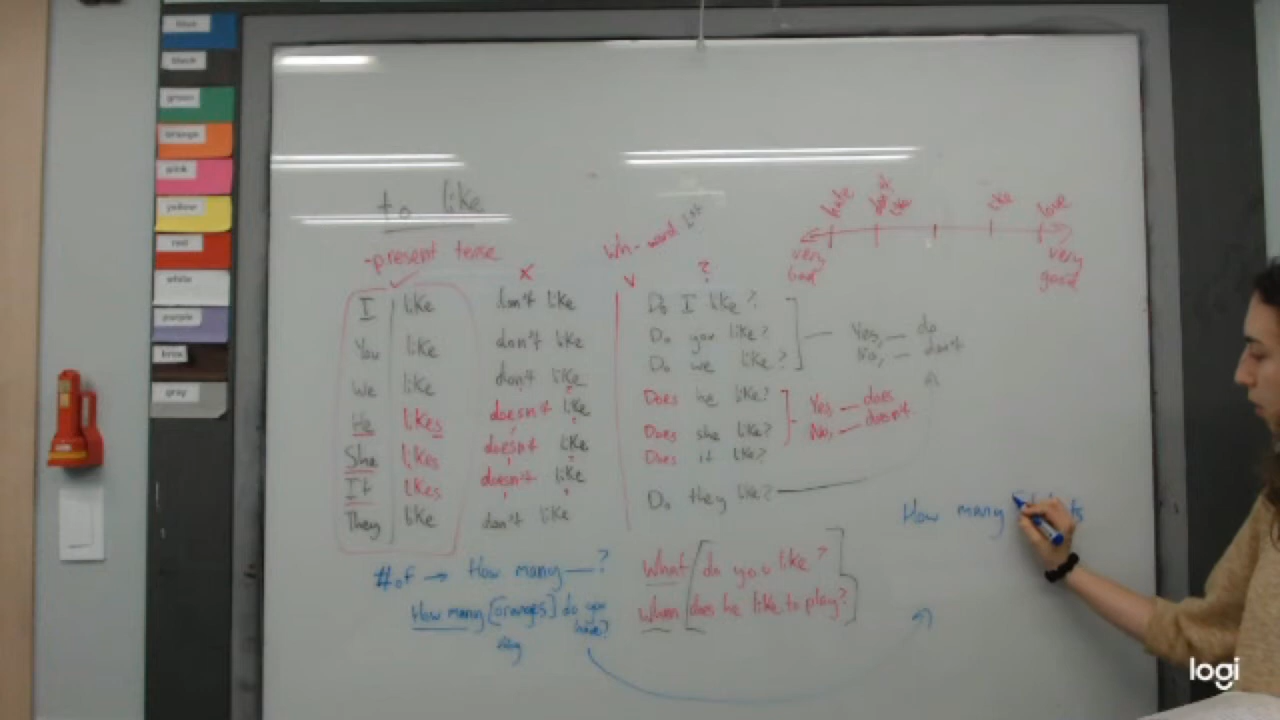 blue
black
green
orange
pink
yellow
red
white
purple
brown
gray
to like
-present tense
✓ X
I like don't like
You like don't like
We like don't like
He likes doesn't like
She likes doesn't like
It likes doesn't like
They like don't like
Wh-word
V ?
Do I like?
Do you like?
Do we like?
Yes, — do
No, — don't
Does he like?
Does she like?
Does it like?
Yes — does
No, — doesn't
Do they like?
hate don't like like love
very bad very good
#of → How many —?
How many [oranges] do you have?
What do you like?
When does he like to play?
How many
logi